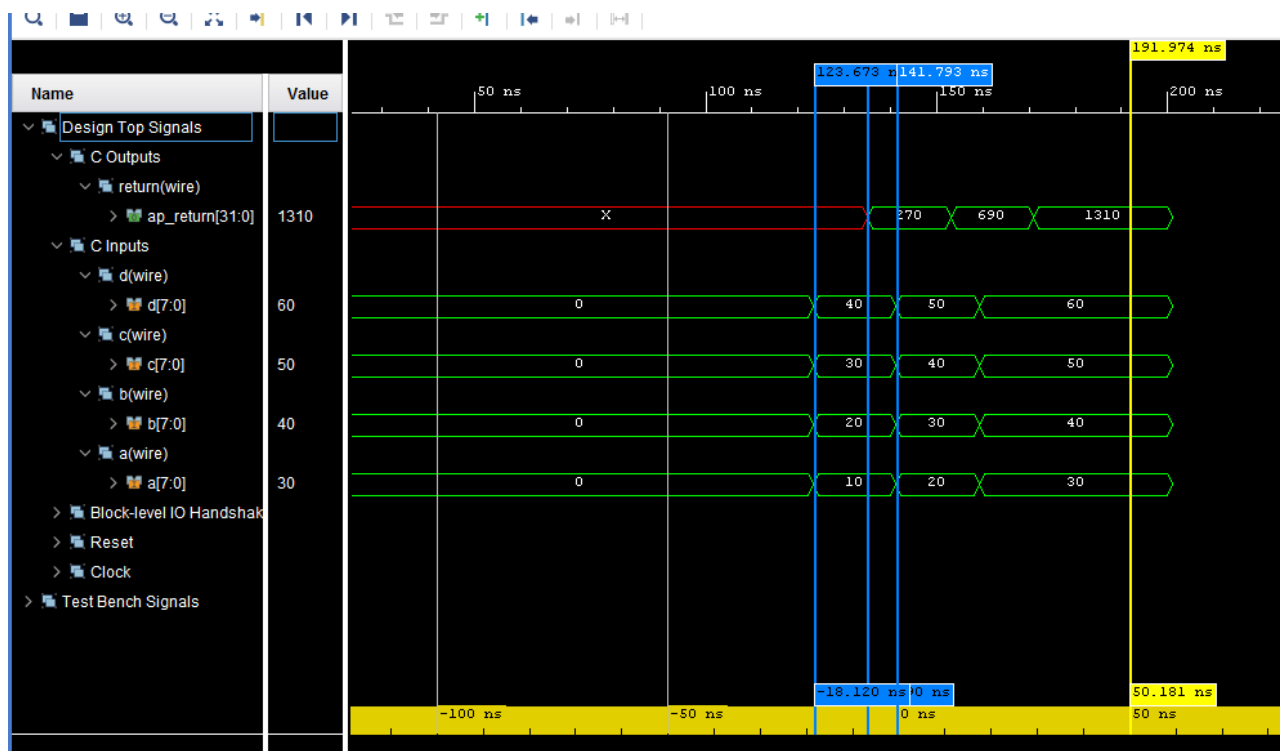 191.974 ns
123.673 n 141.793 ns
Name Value 50 ns 100 ns 150 ns 200 ns
Design Top Signals
C Outputs
return(wire)
ap_return[31:0] 1310 X 270 690 1310
C Inputs
d(wire)
d[7:0] 60 0 40 50 60
c(wire)
c[7:0] 50 0 30 40 50
b(wire)
b[7:0] 40 0 20 30 40
a(wire)
a[7:0] 30 0 10 20 30
Block-level IO Handshak
Reset
Clock
Test Bench Signals
-18.120 ns 0 ns 50.181 ns
-100 ns -50 ns 0 ns 50 ns